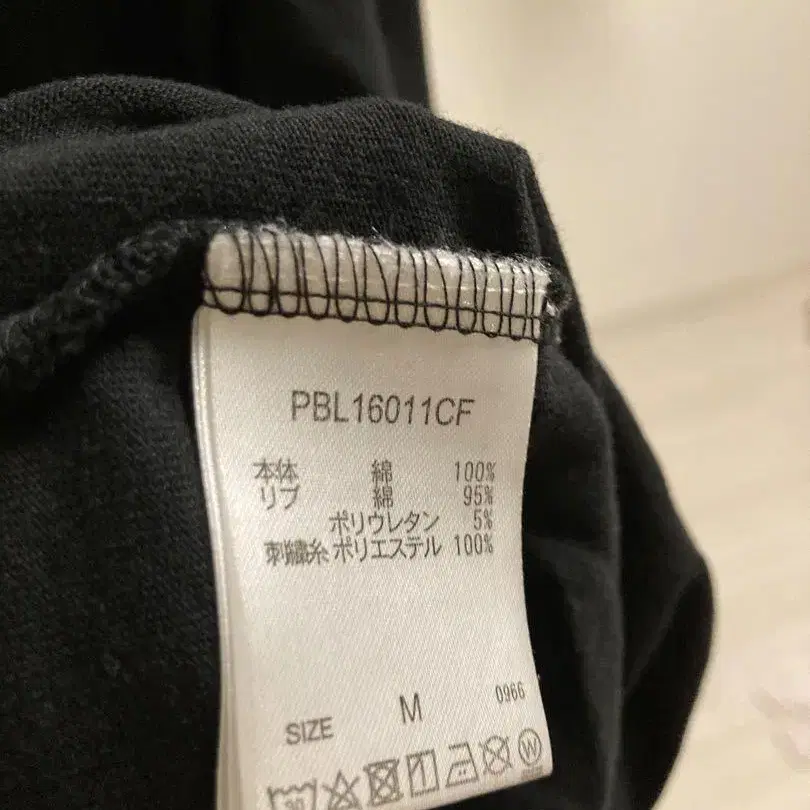 PBL16011CF
本体 綿 100%
リブ 綿 95%
ポリウレタン 5%
刺繍糸 ポリエステル 100%
SIZE M 0966
30 W